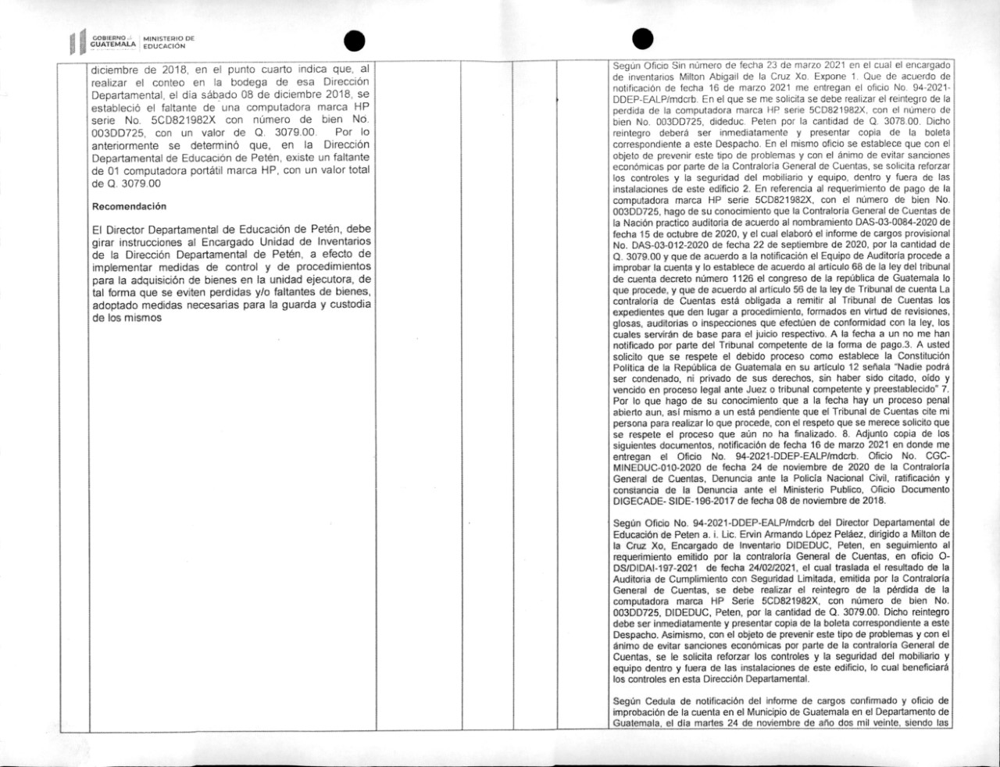 GOBIERNO de
GUATEMALA
MINISTERIO DE
EDUCACIÓN
diciembre de 2018, en el punto cuarto indica que, al
realizar el conteo en la bodega de esa Dirección
Departamental, el día sábado 08 de diciembre 2018, se
estableció el faltante de una computadora marca HP
serie No. 5CD821982X con número de bien No.
003DD725, con un valor de Q. 3079.00. Por lo
anteriormente se determinó que, en la Dirección
Departamental de Educación de Petén, existe un faltante
de 01 computadora portátil marca HP, con un valor total
de Q. 3079.00
Recomendación
El Director Departamental de Educación de Petén, debe
girar instrucciones al Encargado Unidad de Inventarios
de la Dirección Departamental de Petén, a efecto de
implementar medidas de control y de procedimientos
para la adquisición de bienes en la unidad ejecutora, de
tal forma que se eviten perdidas y/o faltantes de bienes,
adoptado medidas necesarias para la guarda y custodia
de los mismos
Según Oficio Sin número de fecha 23 de marzo 2021 en el cual el encargado
de inventarios Milton Abigail de la Cruz Xo. Expone 1. Que de acuerdo de
notificación de fecha 16 de marzo 2021 me entregan el oficio No. 94-2021-
DDEP-EALP/mdcrb. En el que se me solicita se debe realizar el reintegro de la
perdida de la computadora marca HP serie 5CD821982X, con el número de
bien No. 003DD725, dideduc. Peten por la cantidad de Q. 3078.00. Dicho
reintegro deberá ser inmediatamente y presentar copia de la boleta
correspondiente a este Despacho. En el mismo oficio se establece que con el
objeto de prevenir este tipo de problemas y con el ánimo de evitar sanciones
económicas por parte de la Contraloría General de Cuentas, se solicita reforzar
los controles y la seguridad del mobiliario y equipo, dentro y fuera de las
instalaciones de este edificio 2. En referencia al requerimiento de pago de la
computadora marca HP serie 5CD821982X, con el número de bien No.
003DD725, hago de su conocimiento que la Contraloría General de Cuentas de
la Nación practico auditoria de acuerdo al nombramiento DAS-03-0084-2020 de
fecha 15 de octubre de 2020, y el cual elaboró el informe de cargos provisional
No. DAS-03-012-2020 de fecha 22 de septiembre de 2020, por la cantidad de
Q. 3079.00 y que de acuerdo a la notificación el Equipo de Auditoría procede a
improbar la cuenta y lo establece de acuerdo al artículo 68 de la ley del tribunal
de cuenta decreto número 1126 el congreso de la república de Guatemala lo
que procede, y que de acuerdo al artículo 56 de la ley de Tribunal de cuenta La
contraloría de Cuentas está obligada a remitir al Tribunal de Cuentas los
expedientes que den lugar a procedimiento, formados en virtud de revisiones,
glosas, auditorias o inspecciones que efectúen de conformidad con la ley, los
cuales servirán de base para el juicio respectivo. A la fecha a un no me han
notificado por parte del Tribunal competente de la forma de pago.3. A usted
solicito que se respete el debido proceso como establece la Constitución
Política de la República de Guatemala en su artículo 12 señala "Nadie podrá
ser condenado, ni privado de sus derechos, sin haber sido citado, oído y
vencido en proceso legal ante Juez o tribunal competente y preestablecido" 7.
Por lo que hago de su conocimiento que a la fecha hay un proceso penal
abierto aun, así mismo a un está pendiente que el Tribunal de Cuentas cite mi
persona para realizar lo que procede, con el respeto que se merece solicito que
se respete el proceso que aún no ha finalizado. 8. Adjunto copia de los
siguientes documentos, notificación de fecha 16 de marzo 2021 en donde me
entregan el Oficio No. 94-2021-DDEP-EALP/mdcrb. Oficio No. CGC-
MINEDUC-010-2020 de fecha 24 de noviembre de 2020 de la Contraloría
General de Cuentas, Denuncia ante la Policía Nacional Civil, ratificación y
constancia de la Denuncia ante el Ministerio Publico, Oficio Documento
DIGECADE- SIDE-196-2017 de fecha 08 de noviembre de 2018.
Según Oficio No. 94-2021-DDEP-EALP/mdcrb del Director Departamental de
Educación de Peten a. i. Lic. Ervin Armando López Peláez, dirigido a Milton de
la Cruz Xo, Encargado de Inventario DIDEDUC, Peten, en seguimiento al
requerimiento emitido por la contraloría General de Cuentas, en oficio O-
DS/DIDAI-197-2021 de fecha 24/02/2021, el cual traslada el resultado de la
Auditoria de Cumplimiento con Seguridad Limitada, emitida por la Contraloría
General de Cuentas, se debe realizar el reintegro de la pérdida de la
computadora marca HP Serie 5CD821982X, con número de bien No.
003DD725, DIDEDUC, Peten, por la cantidad de Q. 3079.00. Dicho reintegro
debe ser inmediatamente y presentar copia de la boleta correspondiente a este
Despacho. Asimismo, con el objeto de prevenir este tipo de problemas y con el
ánimo de evitar sanciones económicas por parte de la contraloría General de
Cuentas, se le solicita reforzar los controles y la seguridad del mobiliario y
equipo dentro y fuera de las instalaciones de este edificio, lo cual beneficiará
los controles en esta Dirección Departamental.
Según Cedula de notificación del informe de cargos confirmado y oficio de
improbación de la cuenta en el Municipio de Guatemala en el Departamento de
Guatemala, el día martes 24 de noviembre de año dos mil veinte, siendo las